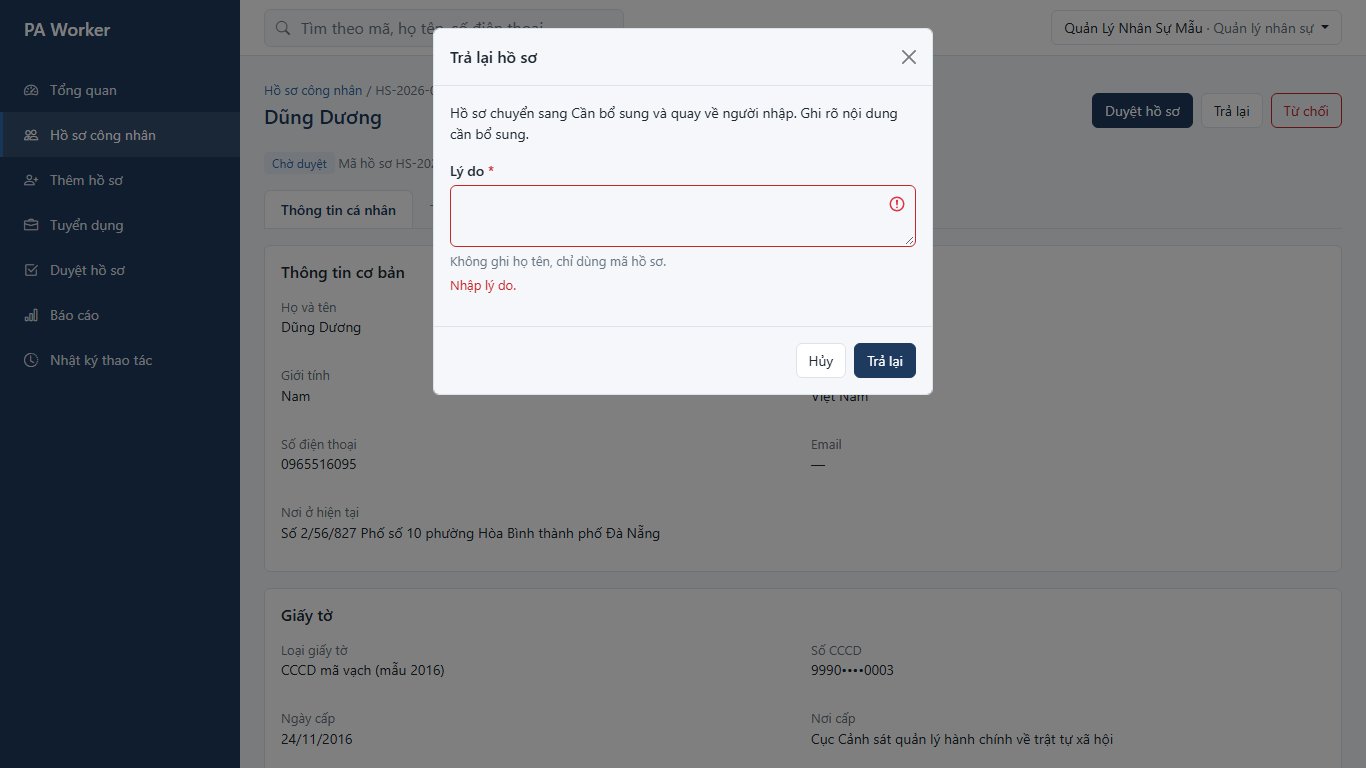 PA Worker
Tổng quan
Hồ sơ công nhân
Thêm hồ sơ
Tuyển dụng
Duyệt hồ sơ
Báo cáo
Nhật ký thao tác
Tìm theo mã, họ tên, số điện thoại
Quản Lý Nhân Sự Mẫu · Quản lý nhân sự
Hồ sơ công nhân / HS-2026-
Dũng Dương
Duyệt hồ sơ
Trả lại
Từ chối
Chờ duyệt
Mã hồ sơ HS-202
Thông tin cá nhân
Trả lại hồ sơ
Hồ sơ chuyển sang Cần bổ sung và quay về người nhập. Ghi rõ nội dung
cần bổ sung.
Lý do *
Không ghi họ tên, chỉ dùng mã hồ sơ.
Nhập lý do.
Hủy
Trả lại
Thông tin cơ bản
Họ và tên
Dũng Dương
Giới tính
Nam
Việt Nam
Số điện thoại
0965516095
Email
—
Nơi ở hiện tại
Số 2/56/827 Phố số 10 phường Hòa Bình thành phố Đà Nẵng
Giấy tờ
Loại giấy tờ
CCCD mã vạch (mẫu 2016)
Số CCCD
9990••••0003
Ngày cấp
24/11/2016
Nơi cấp
Cục Cảnh sát quản lý hành chính về trật tự xã hội